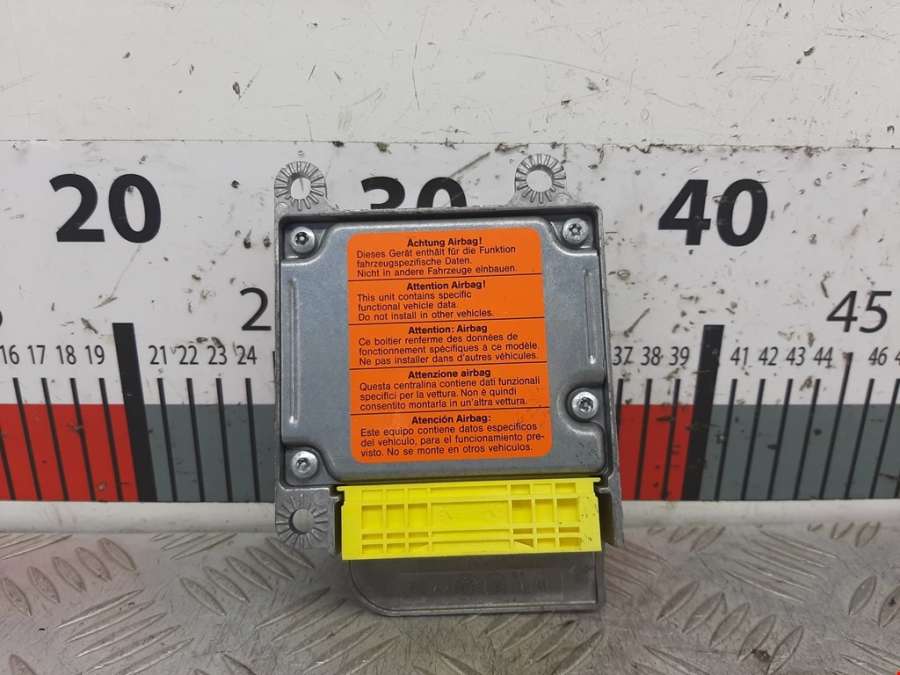 20 30 40
2 45
16 17 18 19 21 22 23 24 37 38 39 41 42 43 44 46
Achtung Airbag!
Dieses Gerät enthält für die Funktion
fahrzeugspezifische Daten.
Nicht in andere Fahrzeuge einbauen.
Attention Airbag!
This unit contains specific
functional vehicle data.
Do not install in other vehicles.
Attention: Airbag
Ce boitier renferme des données de
fonctionnement spécifiques à ce modèle.
Ne pas installer dans d'autres véhicules.
Attenzione airbag
Questa centralina contiene dati funzionali
specifici per la vettura. Non è quindi
consentito montarla in un'altra vettura.
Atención Airbag:
Este equipo contiene datos especificos
del vehiculo, para el funcionamiento pre-
visto. No se monte en otros vehiculos.